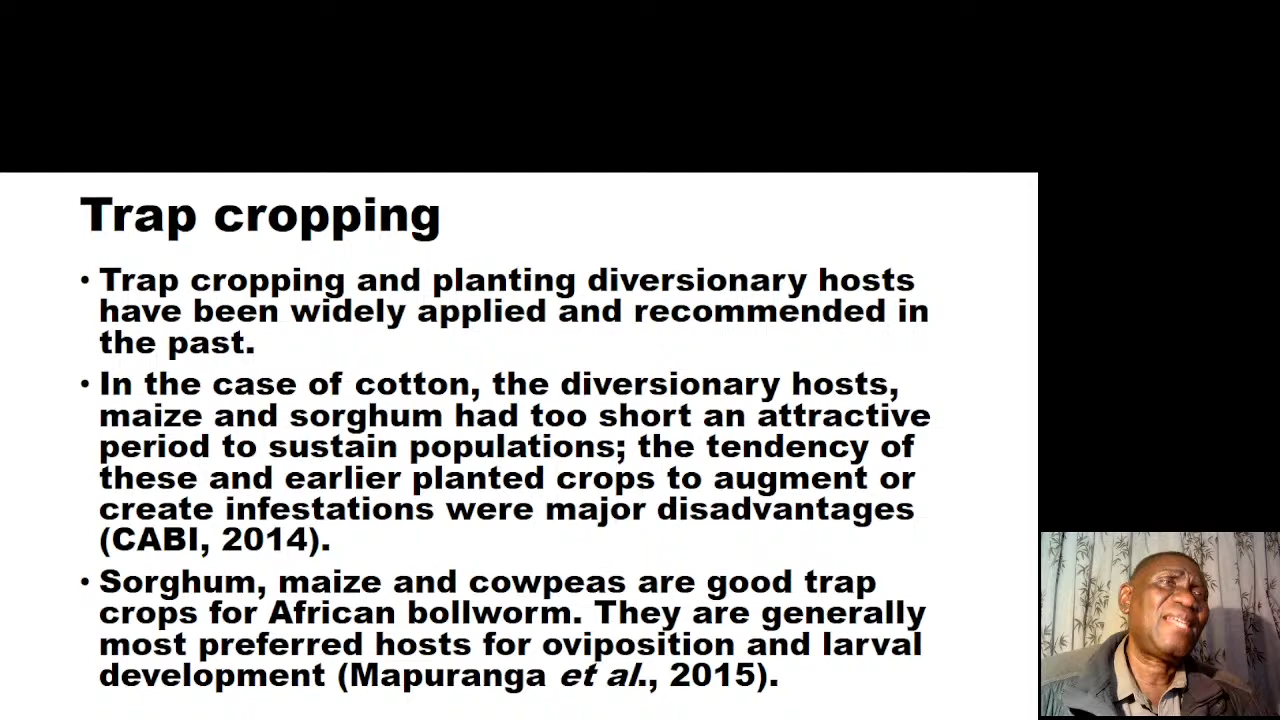 Trap cropping
• Trap cropping and planting diversionary hosts
have been widely applied and recommended in
the past.
• In the case of cotton, the diversionary hosts,
maize and sorghum had too short an attractive
period to sustain populations; the tendency of
these and earlier planted crops to augment or
create infestations were major disadvantages
(CABI, 2014).
• Sorghum, maize and cowpeas are good trap
crops for African bollworm. They are generally
most preferred hosts for oviposition and larval
development (Mapuranga et al., 2015).